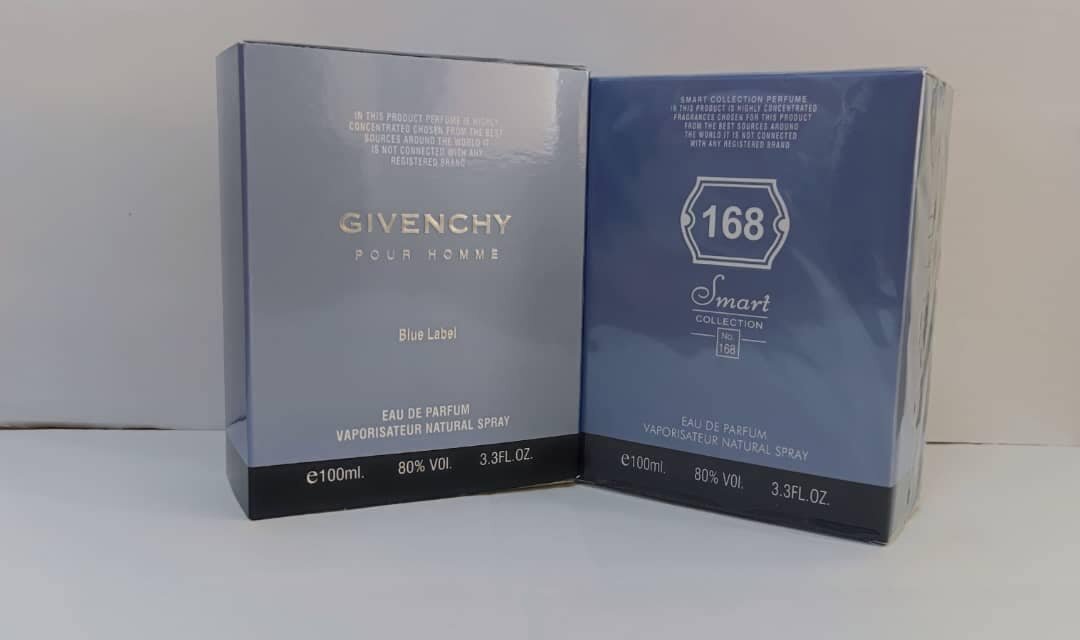 IN THIS PRODUCT PERFUME IS HIGHLY
CONCENTRATED CHOSEN FROM THE BEST
SOURCES AROUND THE WORLD IT
IS NOT CONNECTED WITH ANY
REGISTERED BRAND
GIVENCHY
POUR HOMME
Blue Label
EAU DE PARFUM
VAPORISATEUR NATURAL SPRAY
e100ml. 80% VOl. 3.3FL.OZ.
SMART COLLECTION PERFUME
IN THIS PRODUCT IS HIGHLY CONCENTRATED
FRAGRANCES CHOSEN FOR THIS PRODUCT
FROM THE BEST SOURCES AROUND
THE WORLD IT IS NOT CONNECTED
WITH ANY REGISTERED BRAND
168
Smart
COLLECTION
No.
168
EAU DE PARFUM
VAPORISATEUR NATURAL SPRAY
e100ml. 80% VOl. 3.3FL.OZ.